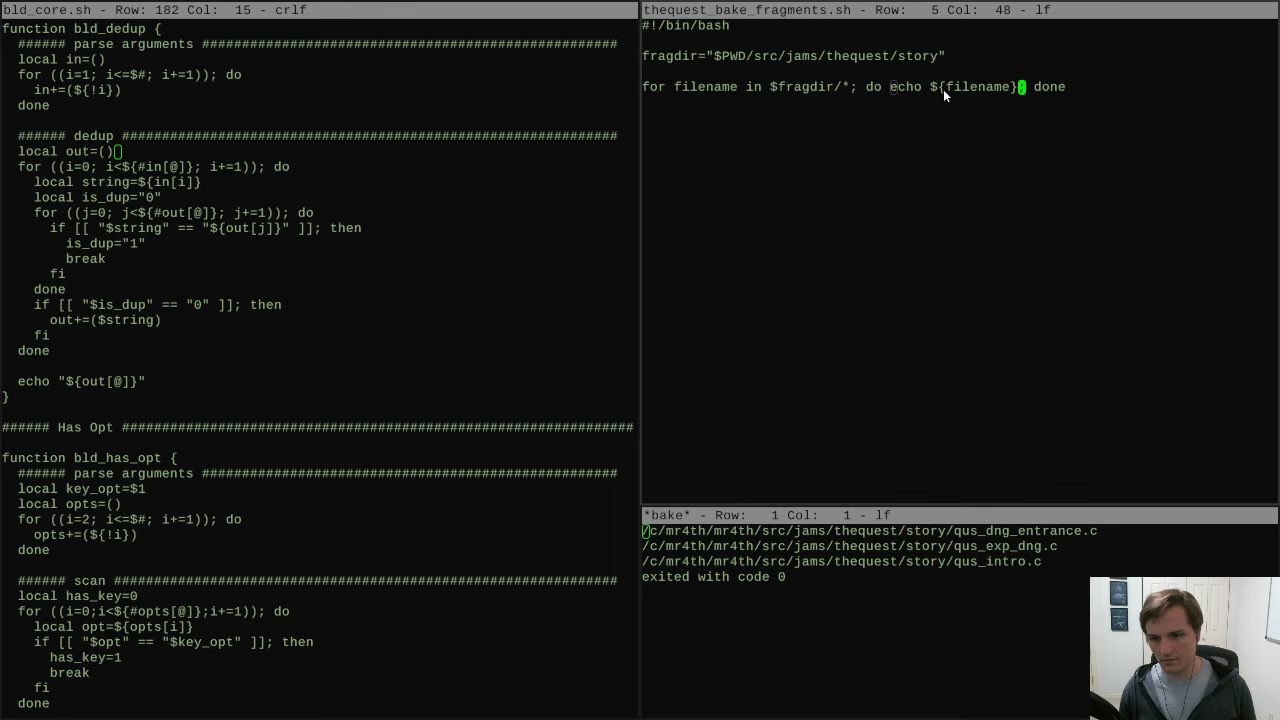 bld_core.sh - Row: 182 Col:  15 - crlf
function bld_dedup {
  ###### parse arguments ####################################################
  local in=()
  for ((i=1; i<=$#; i+=1)); do
    in+=(${!i})
  done

  ###### dedup ##############################################################
  local out=()
  for ((i=0; i<${#in[@]}; i+=1)); do
    local string=${in[i]}
    local is_dup="0"
    for ((j=0; j<${#out[@]}; j+=1)); do
      if [[ "$string" == "${out[j]}" ]]; then
        is_dup="1"
        break
      fi
    done
    if [[ "$is_dup" == "0" ]]; then
      out+=($string)
    fi
  done

  echo "${out[@]}"
}

###### Has Opt ################################################################

function bld_has_opt {
  ###### parse arguments ####################################################
  local key_opt=$1
  local opts=()
  for ((i=2; i<=$#; i+=1)); do
    opts+=(${!i})
  done

  ###### scan ###############################################################
  local has_key=0
  for ((i=0;i<${#opts[@]};i+=1)); do
    local opt=${opts[i]}
    if [[ "$opt" == "$key_opt" ]]; then
      has_key=1
      break
    fi
  done
thequest_bake_fragments.sh - Row:   5 Col:  48 - lf
#!/bin/bash

fragdir="$PWD/src/jams/thequest/story"

for filename in $fragdir/*; do echo ${filename}; done
*bake* - Row:   1 Col:   1 - lf
/c/mr4th/mr4th/src/jams/thequest/story/qus_dng_entrance.c
/c/mr4th/mr4th/src/jams/thequest/story/qus_exp_dng.c
/c/mr4th/mr4th/src/jams/thequest/story/qus_intro.c
exited with code 0